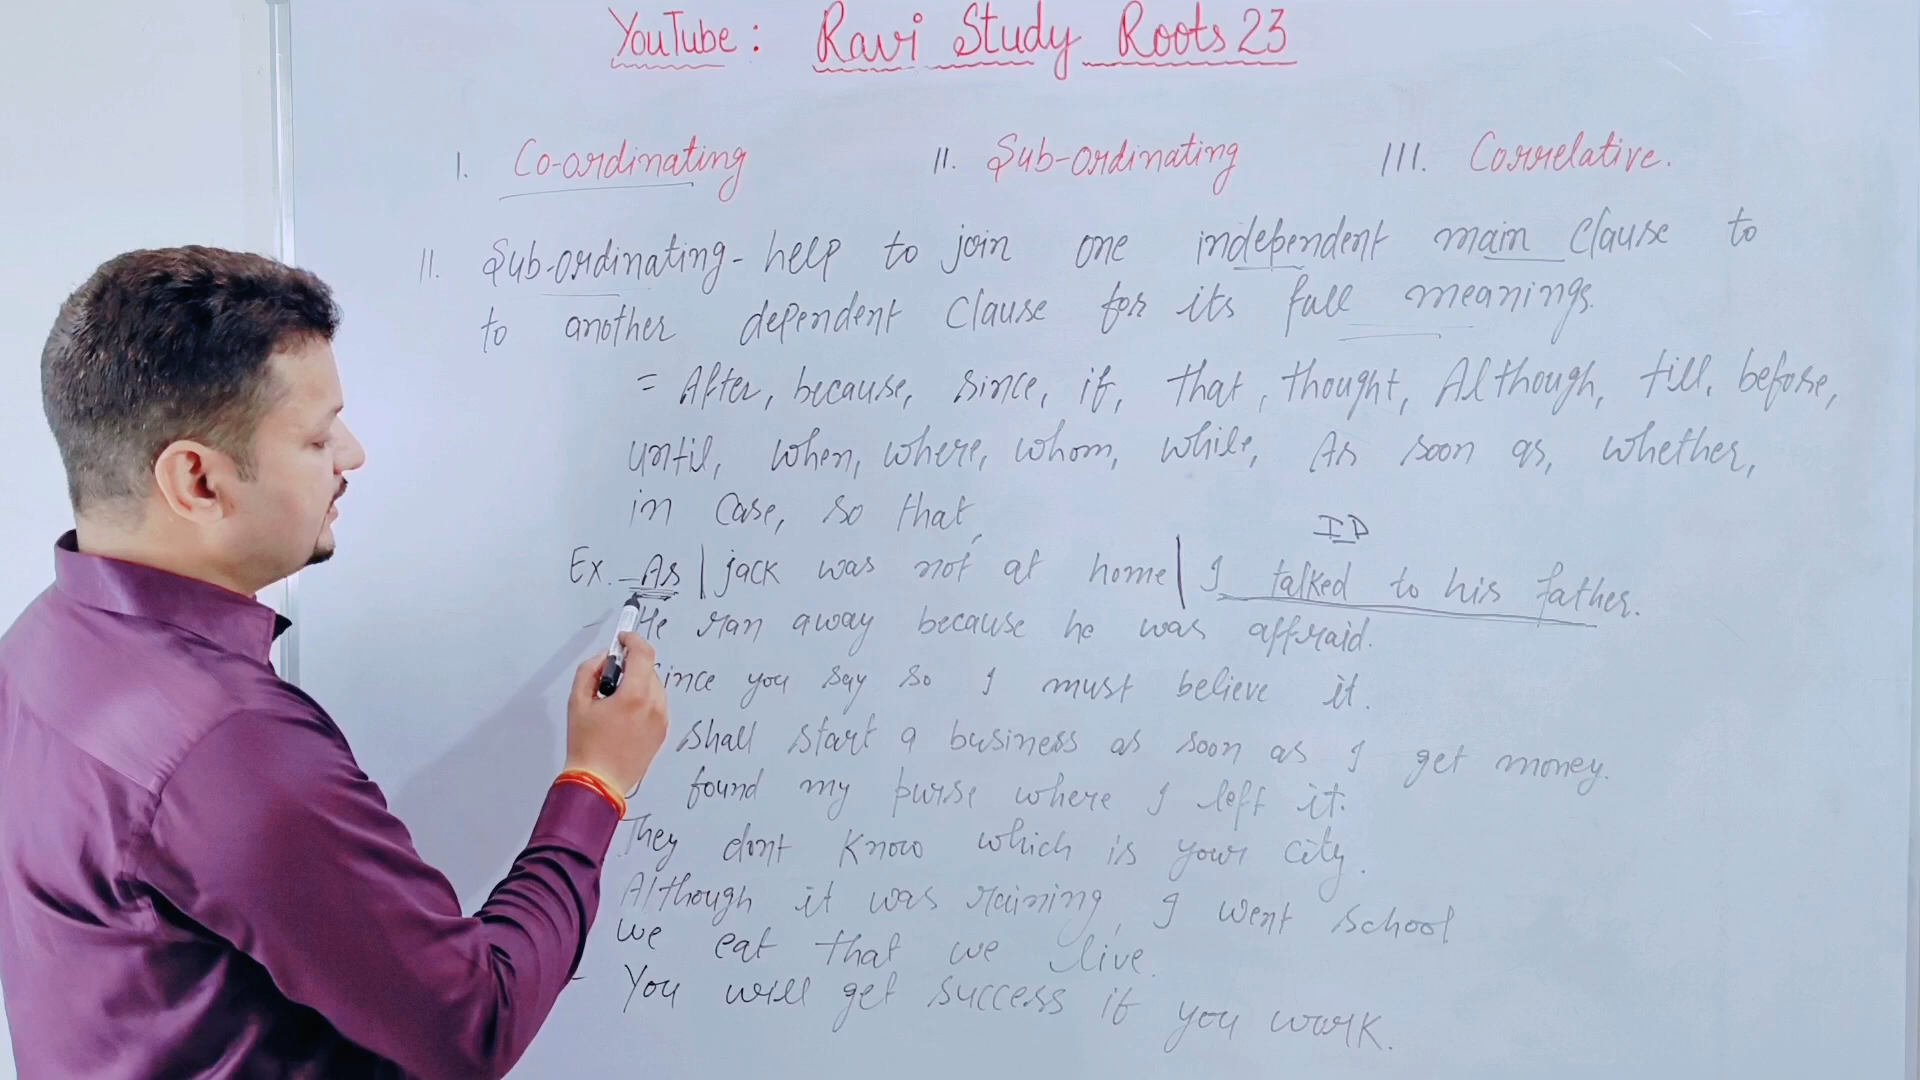 YouTube : Ravi Study Roots 23
I. Co-ordinating II. Sub-ordinating III. Correlative.
II. Sub-ordinating - help to join one independent main clause to
to another dependent clause for its full meanings.
= After, because, since, if, that, thought, Although, till, before,
until, when, where, whom, while, As soon as, whether,
in case, so that,
ID
Ex. - As | jack was not at home | I talked to his father.
- He ran away because he was affraid.
ince you say so I must believe it.
shall start a business as soon as I get money.
found my purse where I left it.
They dont know which is your city.
Although it was raining, I went school
we eat that we live.
- You will get success if you work.